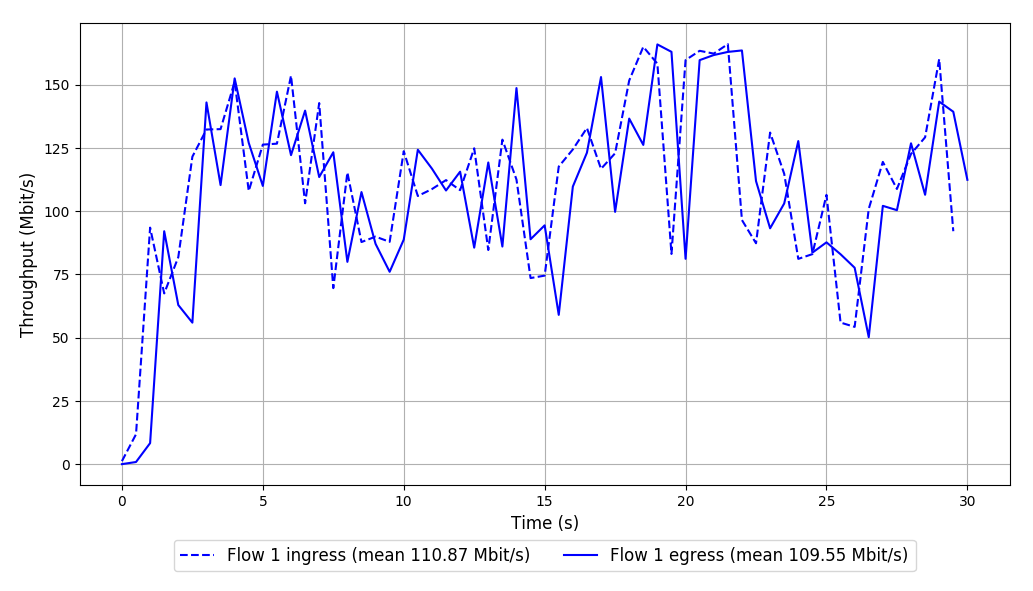 Throughput (Mbit/s)
150
125
100
75
50
25
0
0 5 10 15 20 25 30
Time (s)
Flow 1 ingress (mean 110.87 Mbit/s) Flow 1 egress (mean 109.55 Mbit/s)